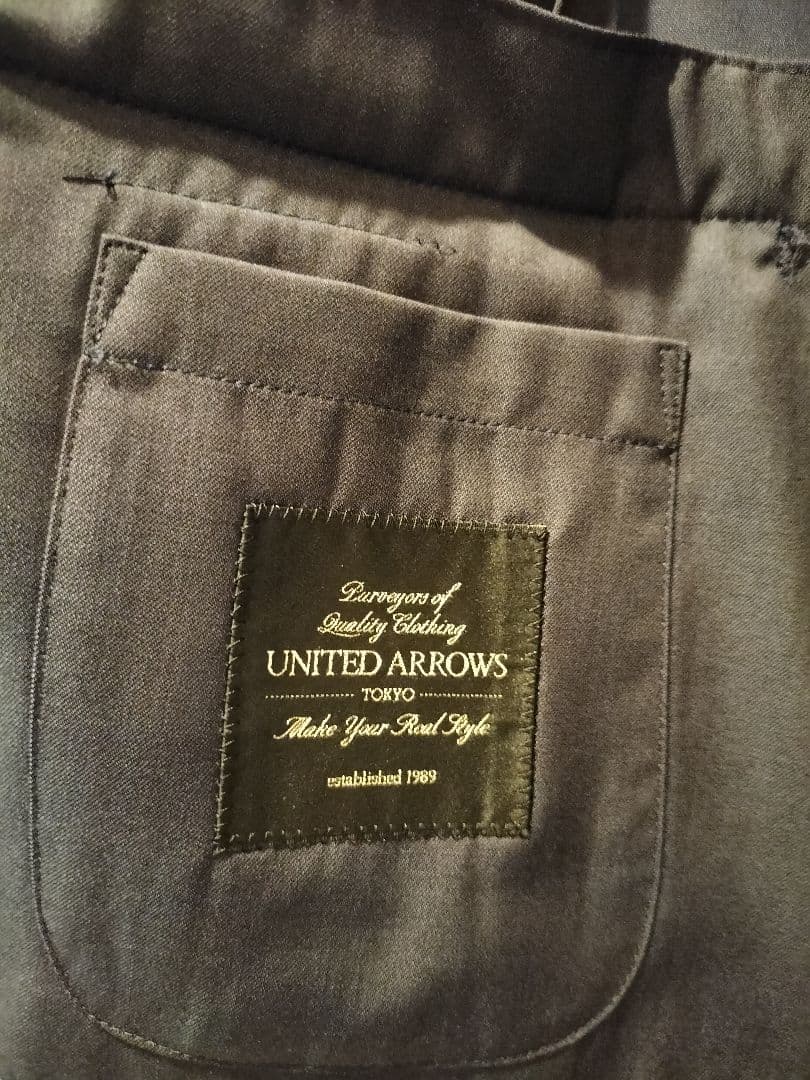 Purveyors of
Quality Clothing
UNITED ARROWS
TOKYO
Make Your Real Style
established 1989